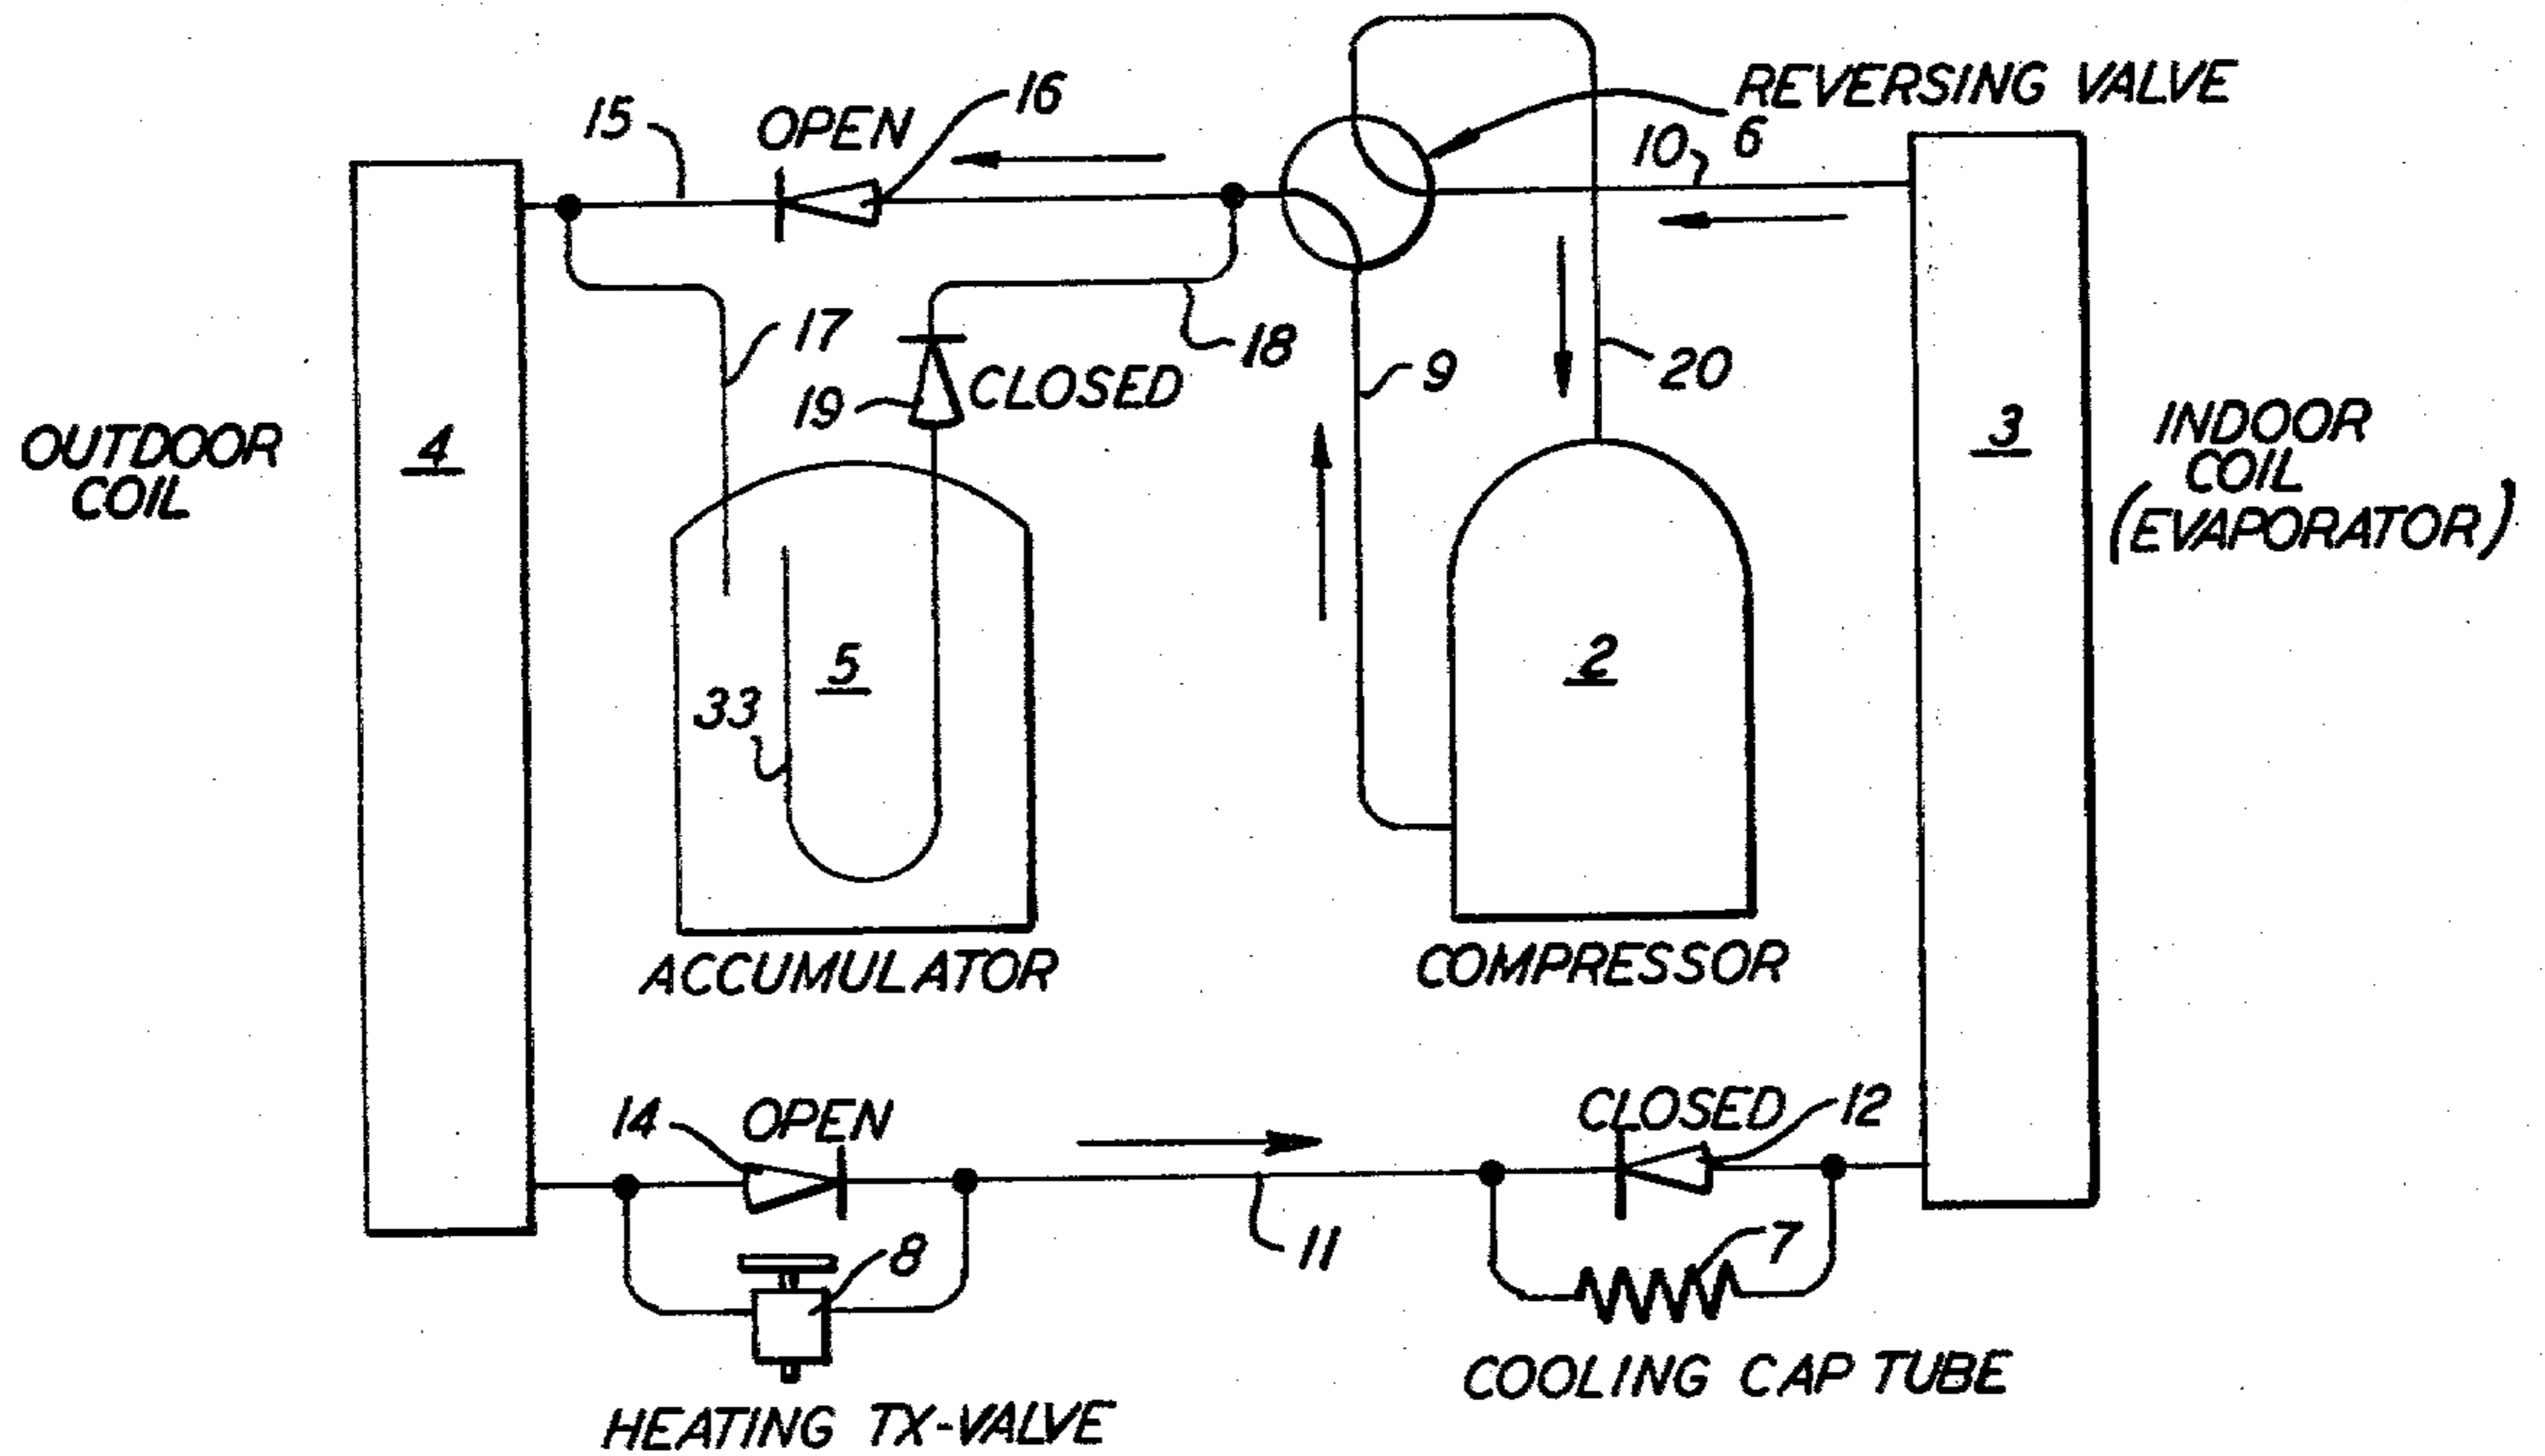 REVERSING VALVE
6
16
OPEN
15
10
17
18
9
20
19
CLOSED
OUTDOOR
COIL
4
3
INDOOR
COIL
(EVAPORATOR)
5
33
2
ACCUMULATOR
COMPRESSOR
14
OPEN
CLOSED
12
11
8
7
COOLING CAP TUBE
HEATING TX-VALVE